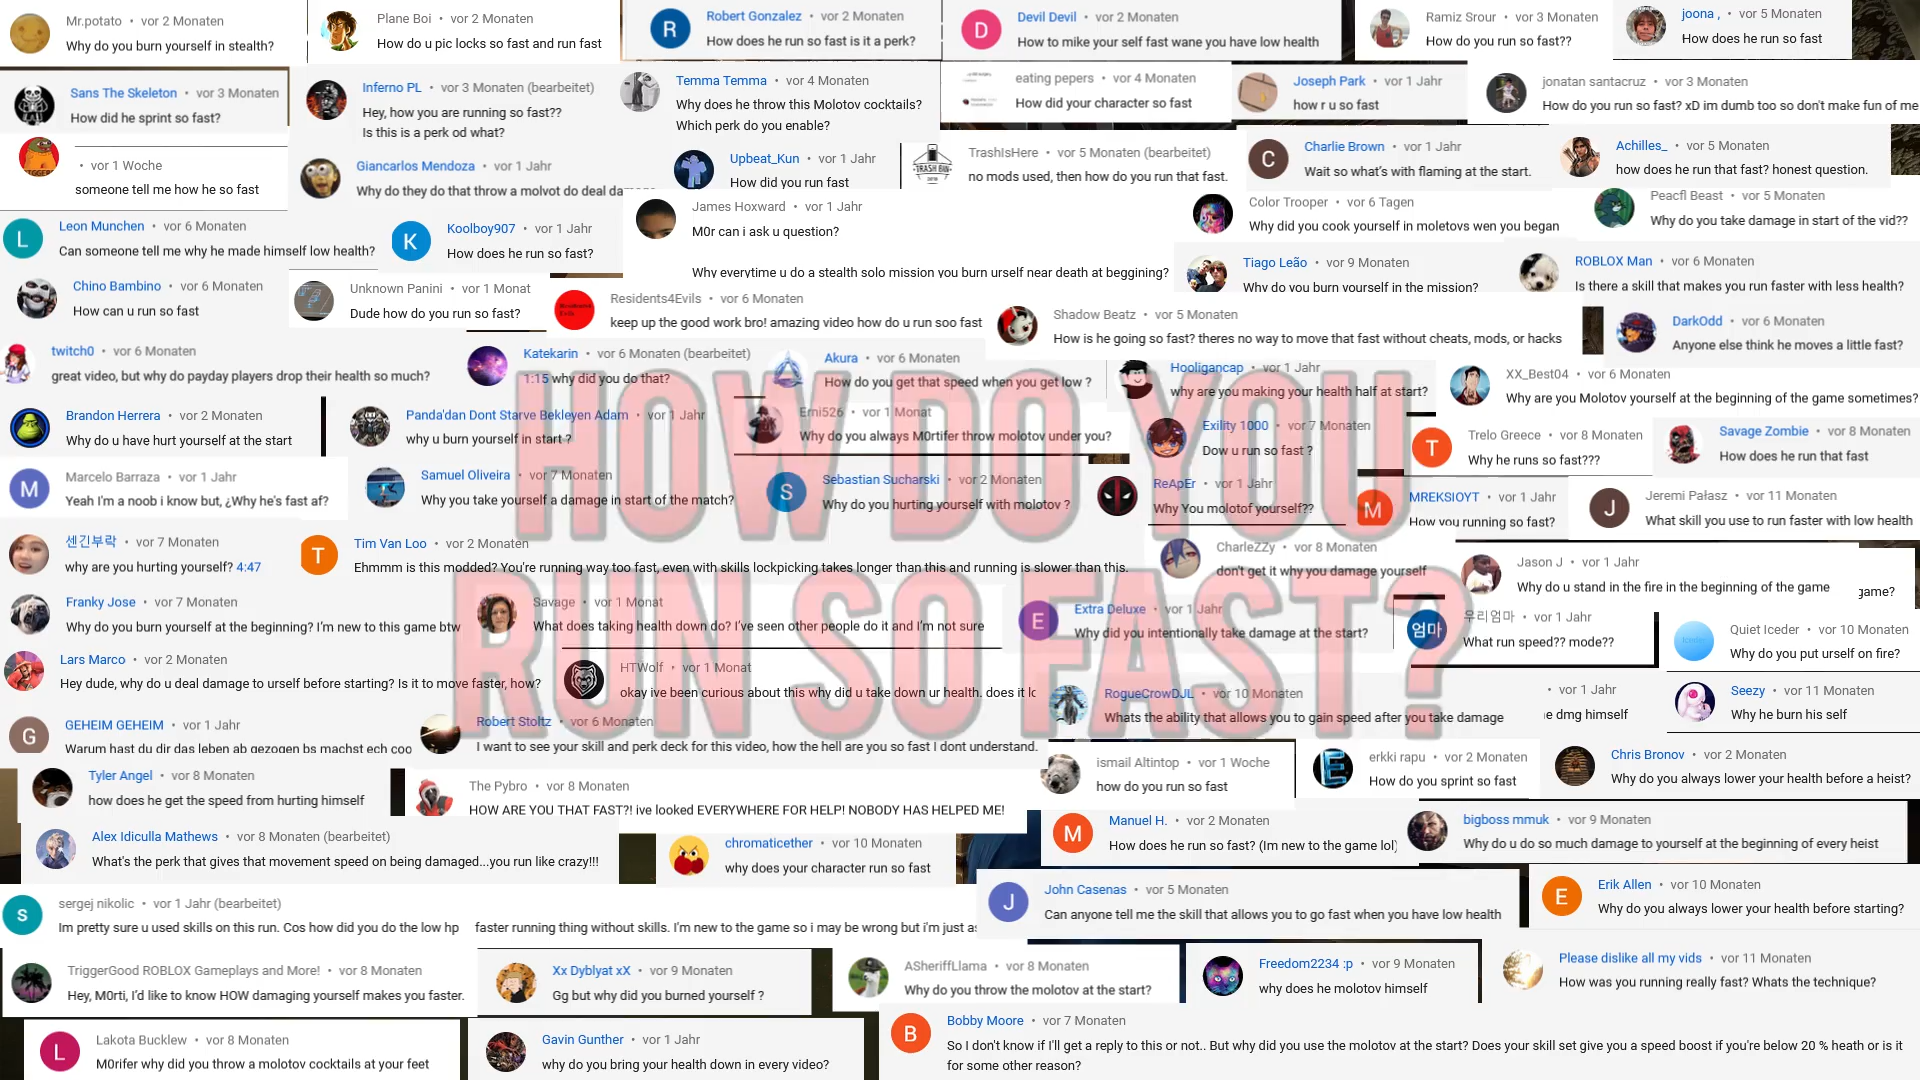 Mr.potato • vor 2 Monaten
Why do you burn yourself in stealth?
Plane Boi • vor 2 Monaten
How do u pic locks so fast and run fast
Robert Gonzalez • vor 2 Monaten
How does he run so fast is it a perk?
Devil Devil • vor 2 Monaten
How to mike your self fast wane you have low health
Ramiz Srour • vor 3 Monaten
How do you run so fast??
joona , • vor 5 Monaten
How does he run so fast
Sans The Skeleton • vor 3 Monaten
How did he sprint so fast?
Inferno PL • vor 3 Monaten (bearbeitet)
Hey, how you are running so fast??
Is this is a perk od what?
Temma Temma • vor 4 Monaten
Why does he throw this Molotov cocktails?
Which perk do you enable?
eating pepers • vor 4 Monaten
How did your character so fast
Joseph Park • vor 1 Jahr
how r u so fast
jonatan santacruz • vor 3 Monaten
How do you run so fast? xD im dumb too so don't make fun of me
• vor 1 Woche
someone tell me how he so fast
Giancarlos Mendoza • vor 1 Jahr
Why do they do that throw a molvot do deal
Upbeat_Kun • vor 1 Jahr
How did you run fast
TRASH BIN
TrashIsHere • vor 5 Monaten (bearbeitet)
no mods used, then how do you run that fast.
C
Charlie Brown • vor 1 Jahr
Wait so what's with flaming at the start.
Achilles_ • vor 5 Monaten
how does he run that fast? honest question.
L
Leon Munchen • vor 6 Monaten
Can someone tell me why he made himself low health?
K
Koolboy907 • vor 1 Jahr
How does he run so fast?
James Hoxward • vor 1 Jahr
M0r can i ask u question?
Why everytime u do a stealth solo mission you burn urself near death at beggining?
Color Trooper • vor 6 Tagen
Why did you cook yourself in moletovs wen you began
Peacfl Beast • vor 5 Monaten
Why do you take damage in start of the vid??
Chino Bambino • vor 6 Monaten
How can u run so fast
Unknown Panini • vor 1 Monat
Dude how do you run so fast?
Residents4Evils • vor 6 Monaten
keep up the good work bro! amazing video how do u run soo fast
Tiago Leão • vor 9 Monaten
Why do you burn yourself in the mission?
ROBLOX Man • vor 6 Monaten
Is there a skill that makes you run faster with less health?
Shadow Beatz • vor 5 Monaten
How is he going so fast? theres no way to move that fast without cheats, mods, or hacks
DarkOdd • vor 6 Monaten
Anyone else think he moves a little fast?
twitch0 • vor 6 Monaten
great video, but why do payday players drop their health so much?
Katekarin • vor 6 Monaten (bearbeitet)
1:15 why did you do that?
Akura • vor 6 Monaten
How do you get that speed when you get low ?
Hooligancap • vor 1 Jahr
why are you making your health half at start?
XX_Best04 • vor 6 Monaten
Why are you Molotov yourself at the beginning of the game sometimes?
Brandon Herrera • vor 2 Monaten
Why do u have hurt yourself at the start
Panda'dan Dont Starve Bekleyen Adam • vor 1 Jahr
why u burn yourself in start ?
Erni526 • vor 1 Monat
Why do you always M0rtifer throw molotov under you?
Exility 1000 • vor 7 Monaten
Dow u run so fast ?
T
Trelo Greece • vor 8 Monaten
Why he runs so fast???
Savage Zombie • vor 8 Monaten
How does he run that fast
HOW DO YOU
M
Marcelo Barraza • vor 1 Jahr
Yeah I'm a noob i know but, ¿Why he's fast af?
Samuel Oliveira • vor 7 Monaten
Why you take yourself a damage in start of the match?
S
Sebastian Sucharski • vor 2 Monaten
Why do you hurting yourself with molotov ?
ReApEr • vor 1 Jahr
Why You molotof yourself??
M
MREKSIOYT • vor 1 Jahr
How you running so fast?
J
Jeremi Pałasz • vor 11 Monaten
What skill you use to run faster with low health
센긴부락 • vor 7 Monaten
why are you hurting yourself? 4:47
T
Tim Van Loo • vor 2 Monaten
Ehmmm is this modded? You're running way too fast, even with skills lockpicking takes longer than this and running is slower than this.
CharleZZy • vor 8 Monaten
don't get it why you damage yourself
Jason J • vor 1 Jahr
Why do u stand in the fire in the beginning of the game
game?
Franky Jose • vor 7 Monaten
Why do you burn yourself at the beginning? I'm new to this game btw
Savage • vor 1 Monat
What does taking health down do? I've seen other people do it and I'm not sure
E
Extra Deluxe • vor 1 Jahr
Why did you intentionally take damage at the start?
엄마
우리엄마 • vor 1 Jahr
What run speed?? mode??
Quiet Iceder • vor 10 Monaten
Why do you put urself on fire?
RUN SO FAST?
Lars Marco • vor 2 Monaten
Hey dude, why do u deal damage to urself before starting? Is it to move faster, how?
HTWolf • vor 1 Monat
okay ive been curious about this why did u take down ur health. does it lo
RogueCrowDJL • vor 10 Monaten
Whats the ability that allows you to gain speed after you take damage
• vor 1 Jahr
e dmg himself
Seezy • vor 11 Monaten
Why he burn his self
G
GEHEIM GEHEIM • vor 1 Jahr
Warum hast du dir das leben ab gezogen bs machst ech coo
Robert Stoltz • vor 6 Monaten
I want to see your skill and perk deck for this video, how the hell are you so fast I dont understand.
ismail Altintop • vor 1 Woche
how do you run so fast
erkki rapu • vor 2 Monaten
How do you sprint so fast
Chris Bronov • vor 2 Monaten
Why do you always lower your health before a heist?
Tyler Angel • vor 8 Monaten
how does he get the speed from hurting himself
The Pybro • vor 8 Monaten
HOW ARE YOU THAT FAST?! ive looked EVERYWHERE FOR HELP! NOBODY HAS HELPED ME!
M
Manuel H. • vor 2 Monaten
How does he run so fast? (Im new to the game lol)
bigboss mmuk • vor 9 Monaten
Why do u do so much damage to yourself at the beginning of every heist
Alex Idiculla Mathews • vor 8 Monaten (bearbeitet)
What's the perk that gives that movement speed on being damaged...you run like crazy!!!
chromaticether • vor 10 Monaten
why does your character run so fast
J
John Casenas • vor 5 Monaten
Can anyone tell me the skill that allows you to go fast when you have low health
E
Erik Allen • vor 10 Monaten
Why do you always lower your health before starting?
s
sergej nikolic • vor 1 Jahr (bearbeitet)
Im pretty sure u used skills on this run. Cos how did you do the low hp faster running thing without skills. I'm new to the game so i may be wrong but i'm just as
TriggerGood ROBLOX Gameplays and More! • vor 8 Monaten
Hey, M0rti, I'd like to know HOW damaging yourself makes you faster.
Xx Dyblyat xX • vor 9 Monaten
Gg but why did you burned yourself ?
ASheriffLlama • vor 8 Monaten
Why do you throw the molotov at the start?
Freedom2234 :p • vor 9 Monaten
why does he molotov himself
Please dislike all my vids • vor 11 Monaten
How was you running really fast? Whats the technique?
L
Lakota Bucklew • vor 8 Monaten
M0rifer why did you throw a molotov cocktails at your feet
Gavin Gunther • vor 1 Jahr
why do you bring your health down in every video?
B
Bobby Moore • vor 7 Monaten
So I don't know if I'll get a reply to this or not.. But why did you use the molotov at the start? Does your skill set give you a speed boost if you're below 20 % heath or is it
for some other reason?